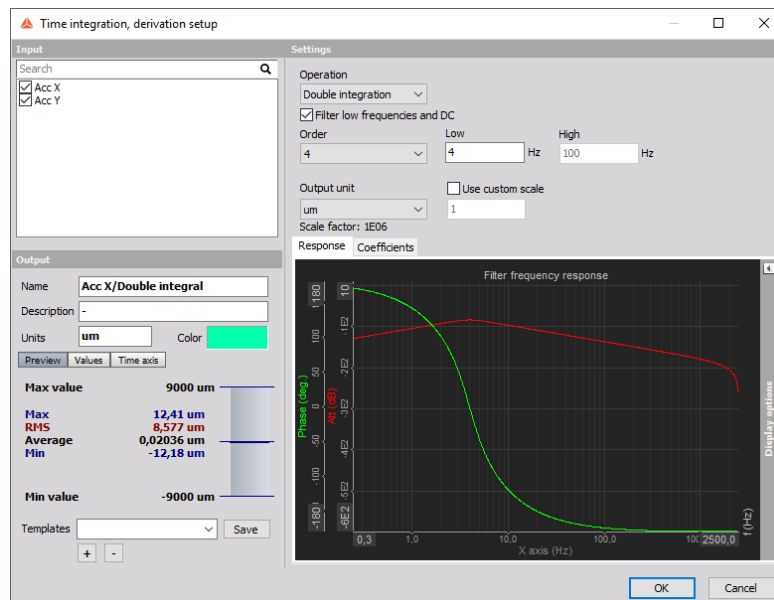 Time integration, derivation setup
Input
Search
Acc X
Acc Y
Output
Name Acc X/Double integral
Description -
Units um Color
Preview Values Time axis
Max value 9000 um
Max 12,41 um
RMS 8,577 um
Average 0,02036 um
Min -12,18 um
Min value -9000 um
Templates Save
+ -
Settings
Operation
Double integration
Filter low frequencies and DC
Order Low High
4 4 Hz 100 Hz
Output unit Use custom scale
um 1
Scale factor: 1E06
Response Coefficients
Filter frequency response
Phase (deg.)
-180 -100 -50 0 50 100 180
Att (dB)
-6E2 -5E2 -4E2 -3E2 -2E2 -1E2 10
0,3 1,0 10,0 100,0 2500,0
X axis (Hz)
f (Hz)
Display options
OK Cancel